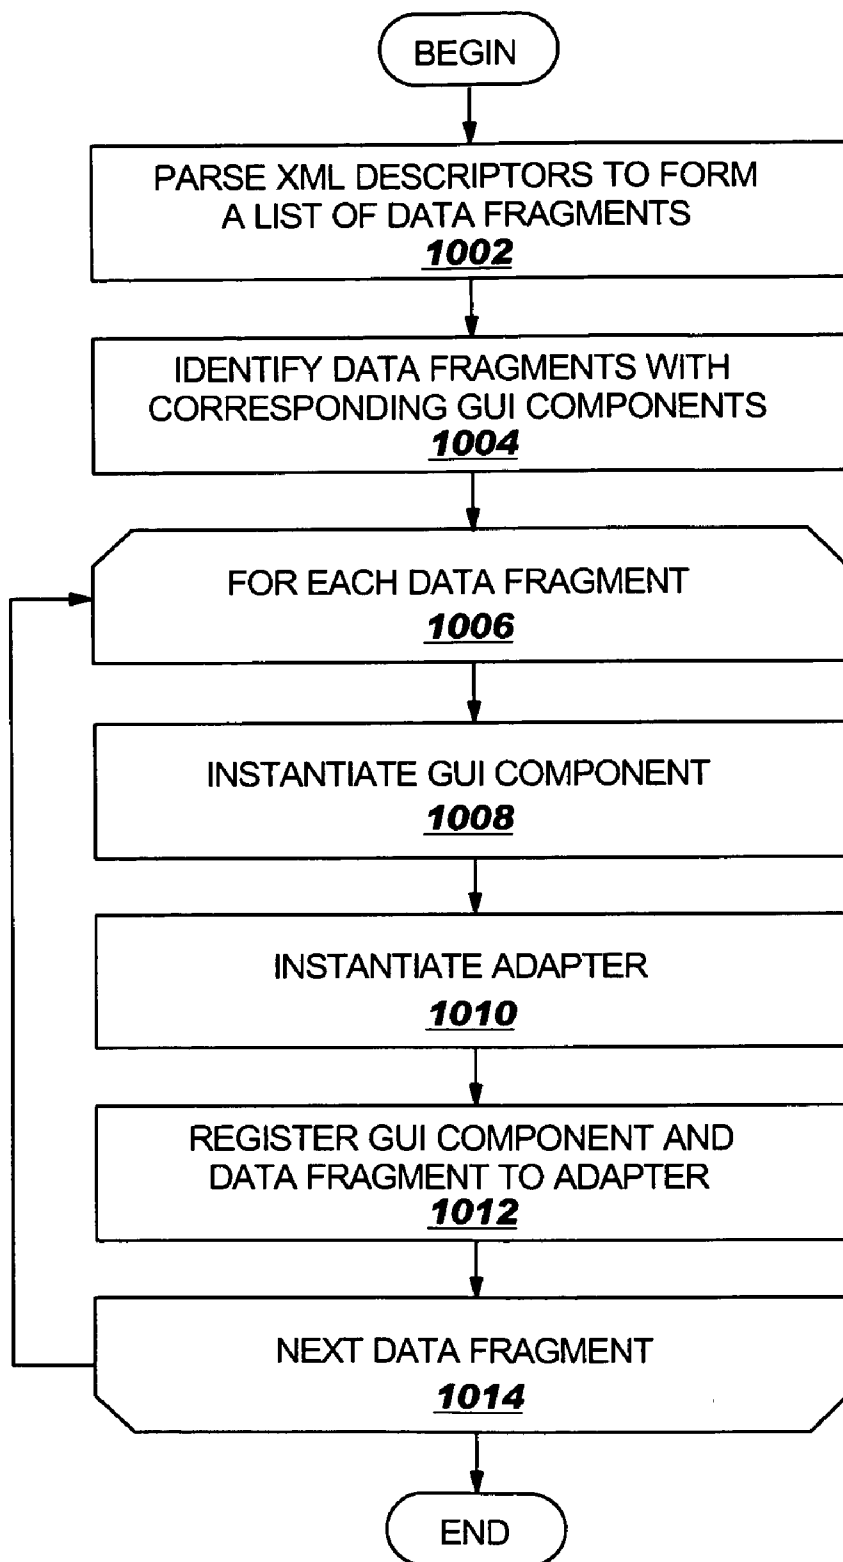 BEGIN
PARSE XML DESCRIPTORS TO FORM
A LIST OF DATA FRAGMENTS
1002
IDENTIFY DATA FRAGMENTS WITH
CORRESPONDING GUI COMPONENTS
1004
FOR EACH DATA FRAGMENT
1006
INSTANTIATE GUI COMPONENT
1008
INSTANTIATE ADAPTER
1010
REGISTER GUI COMPONENT AND
DATA FRAGMENT TO ADAPTER
1012
NEXT DATA FRAGMENT
1014
END